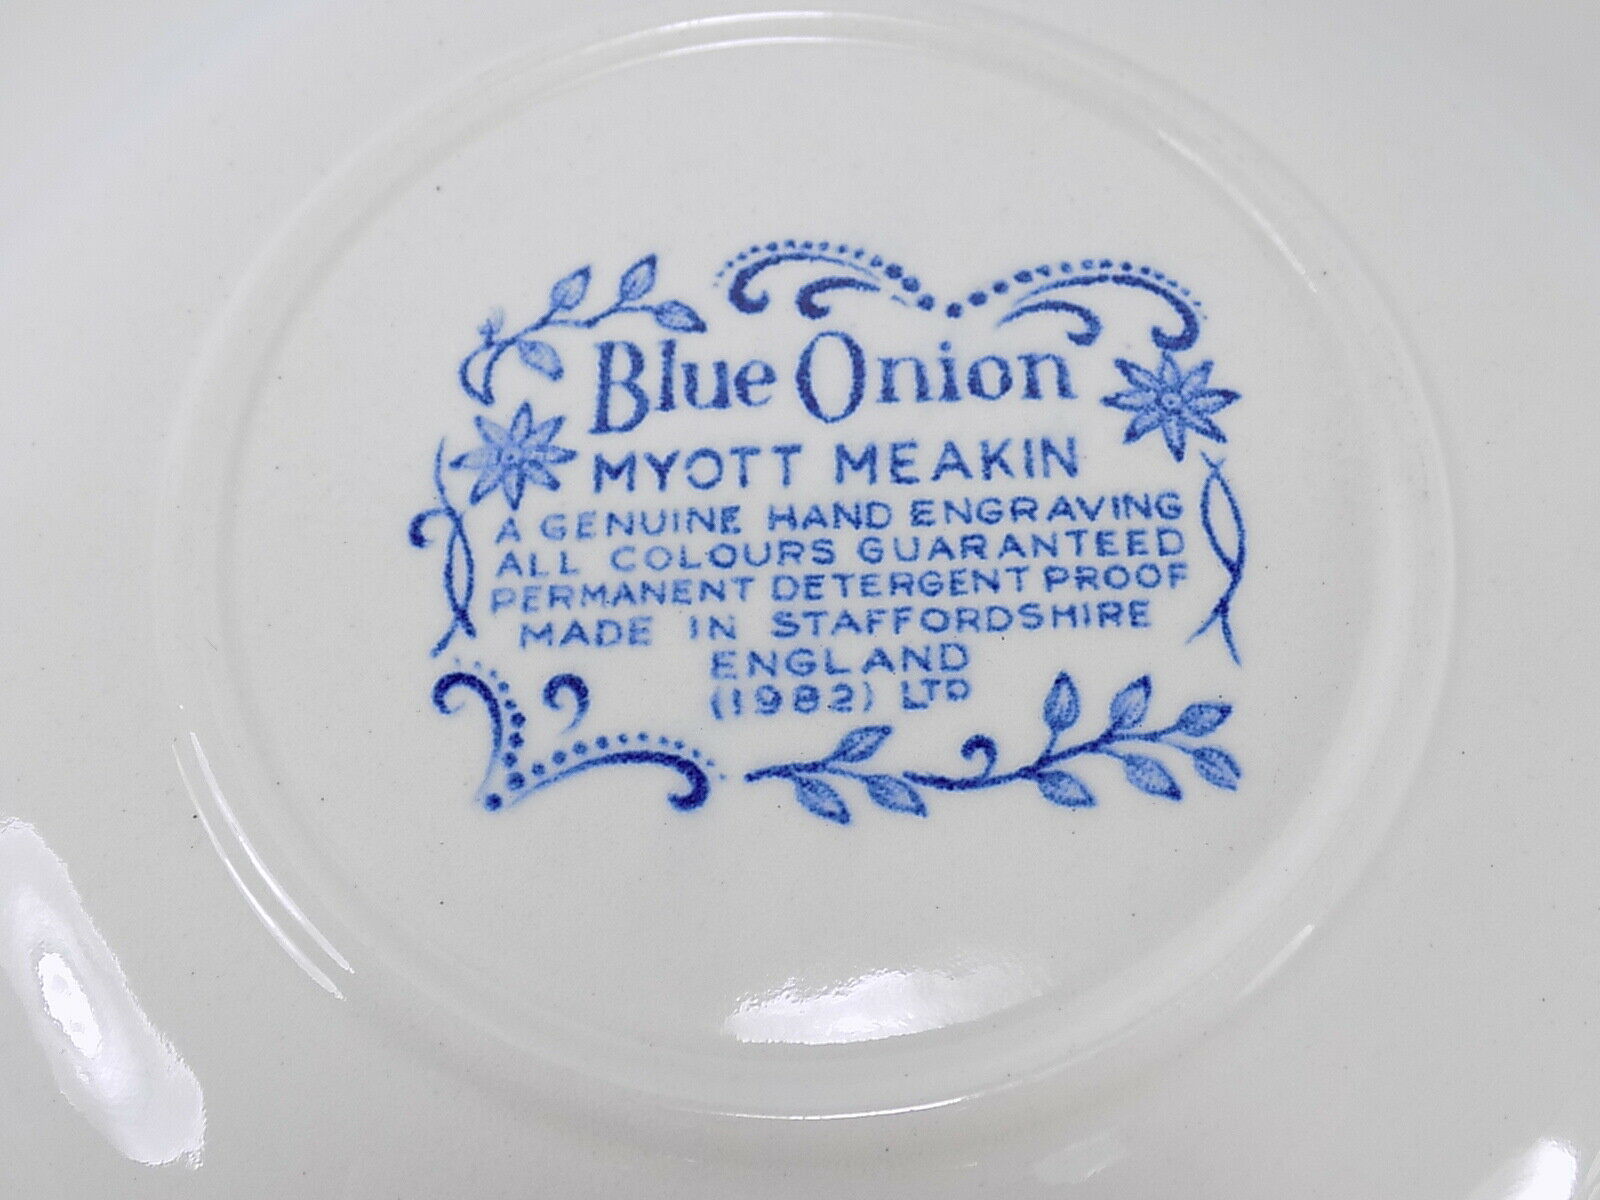 Blue Onion
MYOTT MEAKIN
A GENUINE HAND ENGRAVING
ALL COLOURS GUARANTEED
PERMANENT DETERGENT PROOF
MADE IN STAFFORDSHIRE
ENGLAND
(1982) LTD